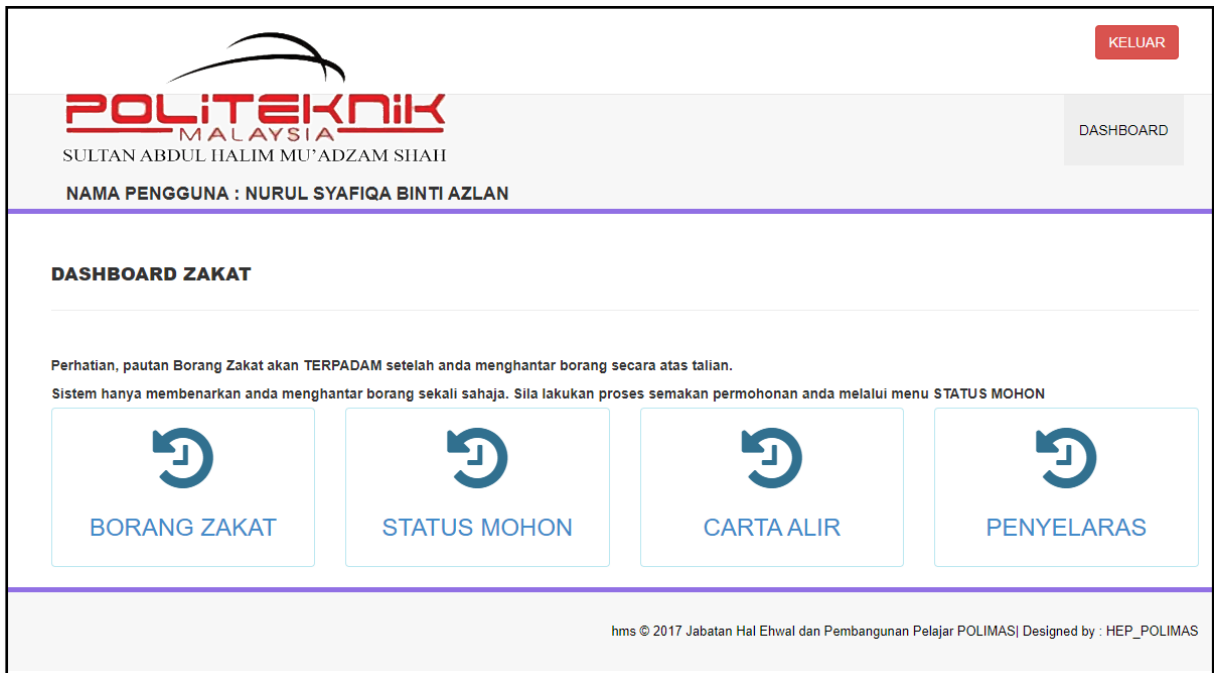 KELUAR
POLiTEKNiK
MALAYSIA
SULTAN ABDUL HALIM MU'ADZAM SHAH
DASHBOARD
NAMA PENGGUNA : NURUL SYAFIQA BINTI AZLAN
DASHBOARD ZAKAT
Perhatian, pautan Borang Zakat akan TERPADAM setelah anda menghantar borang secara atas talian.
Sistem hanya membenarkan anda menghantar borang sekali sahaja. Sila lakukan proses semakan permohonan anda melalui menu STATUS MOHON
BORANG ZAKAT
STATUS MOHON
CARTA ALIR
PENYELARAS
hms © 2017 Jabatan Hal Ehwal dan Pembangunan Pelajar POLIMAS| Designed by : HEP_POLIMAS